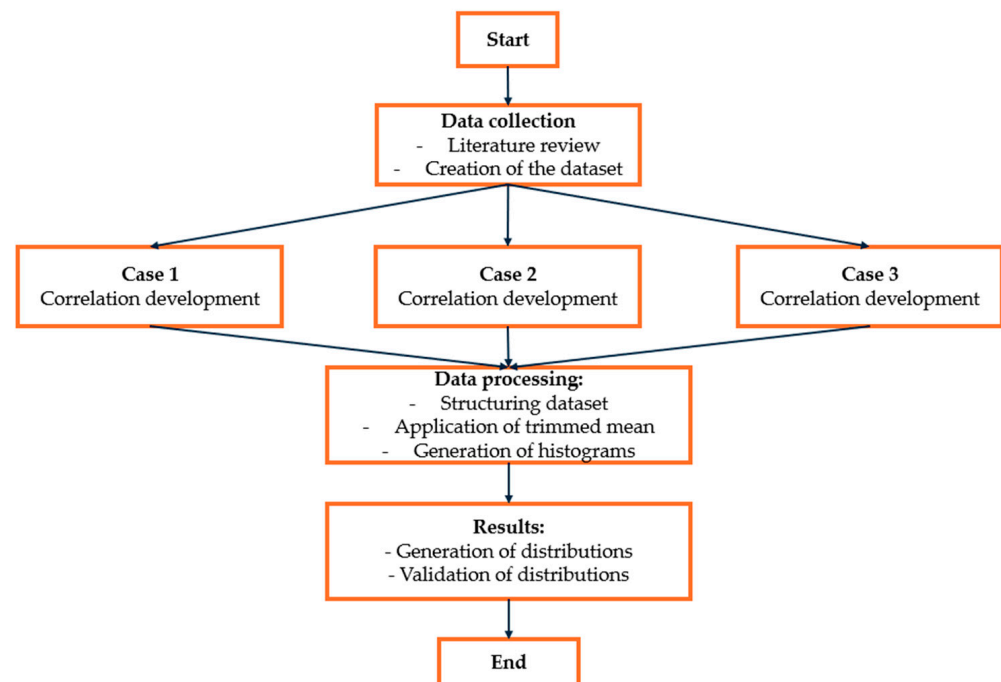 Start
Data collection
- Literature review
- Creation of the dataset
Case 1
Correlation development
Case 2
Correlation development
Case 3
Correlation development
Data processing:
- Structuring dataset
- Application of trimmed mean
- Generation of histograms
Results:
- Generation of distributions
- Validation of distributions
End